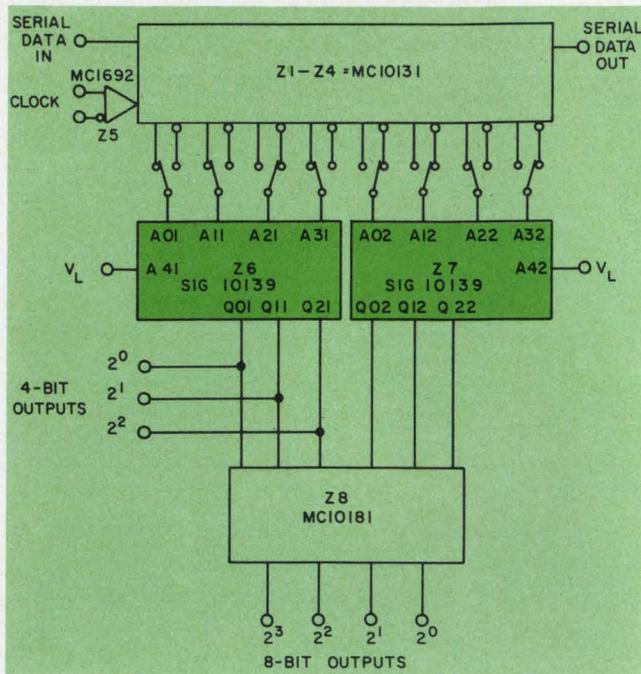 SERIAL DATA IN
SERIAL DATA OUT
Z1-Z4 = MC10131
MC1692
CLOCK
Z5
A01 A11 A21 A31
A02 A12 A22 A32
VL
A 41
Z6
SIG 10139
Q01 Q11 Q21
Z7
SIG 10139
A42
VL
Q02 Q12 Q 22
4-BIT OUTPUTS
2⁰
2¹
2²
Z8
MC10181
2³ 2² 2¹ 2⁰
8-BIT OUTPUTS